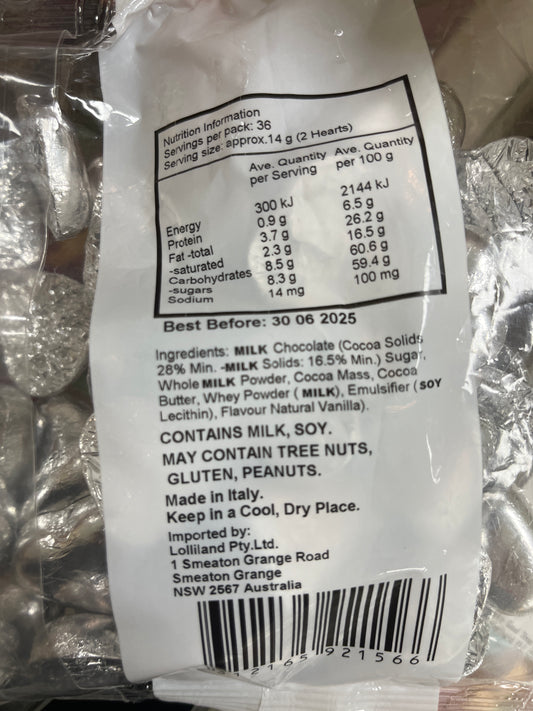 Nutrition Information
Servings per pack: 36
Serving size: approx.14 g (2 Hearts)
Ave. Quantity per Serving Ave. Quantity per 100 g
Energy 300 kJ 2144 kJ
Protein 0.9 g 6.5 g
Fat -total 3.7 g 26.2 g
-saturated 2.3 g 16.5 g
Carbohydrates 8.5 g 60.6 g
-sugars 8.3 g 59.4 g
Sodium 14 mg 100 mg
Best Before: 30 06 2025
Ingredients: MILK Chocolate (Cocoa Solids
28% Min. -MILK Solids: 16.5% Min.) Sugar,
Whole MILK Powder, Cocoa Mass, Cocoa
Butter, Whey Powder ( MILK), Emulsifier (SOY
Lecithin), Flavour Natural Vanilla).
CONTAINS MILK, SOY.
MAY CONTAIN TREE NUTS,
GLUTEN, PEANUTS.
Made in Italy.
Keep in a Cool, Dry Place.
Imported by:
Lolliland Pty.Ltd.
1 Smeaton Grange Road
Smeaton Grange
NSW 2567 Australia
12165 921566